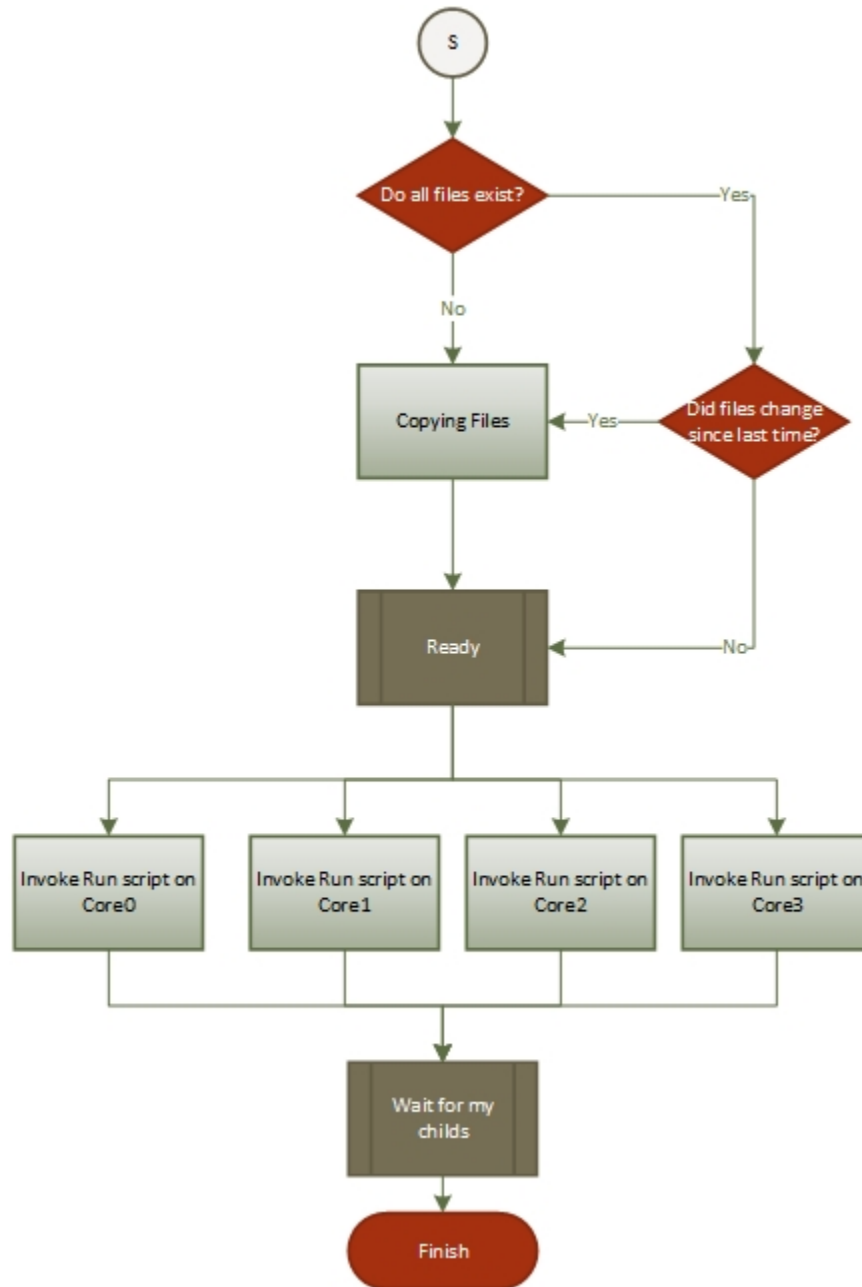 S
Do all files exist?
Yes
No
Copying Files
Yes
Did files change
since last time?
Ready
No
Invoke Run script on
Core0
Invoke Run script on
Core1
Invoke Run script on
Core2
Invoke Run script on
Core3
Wait for my
childs
Finish